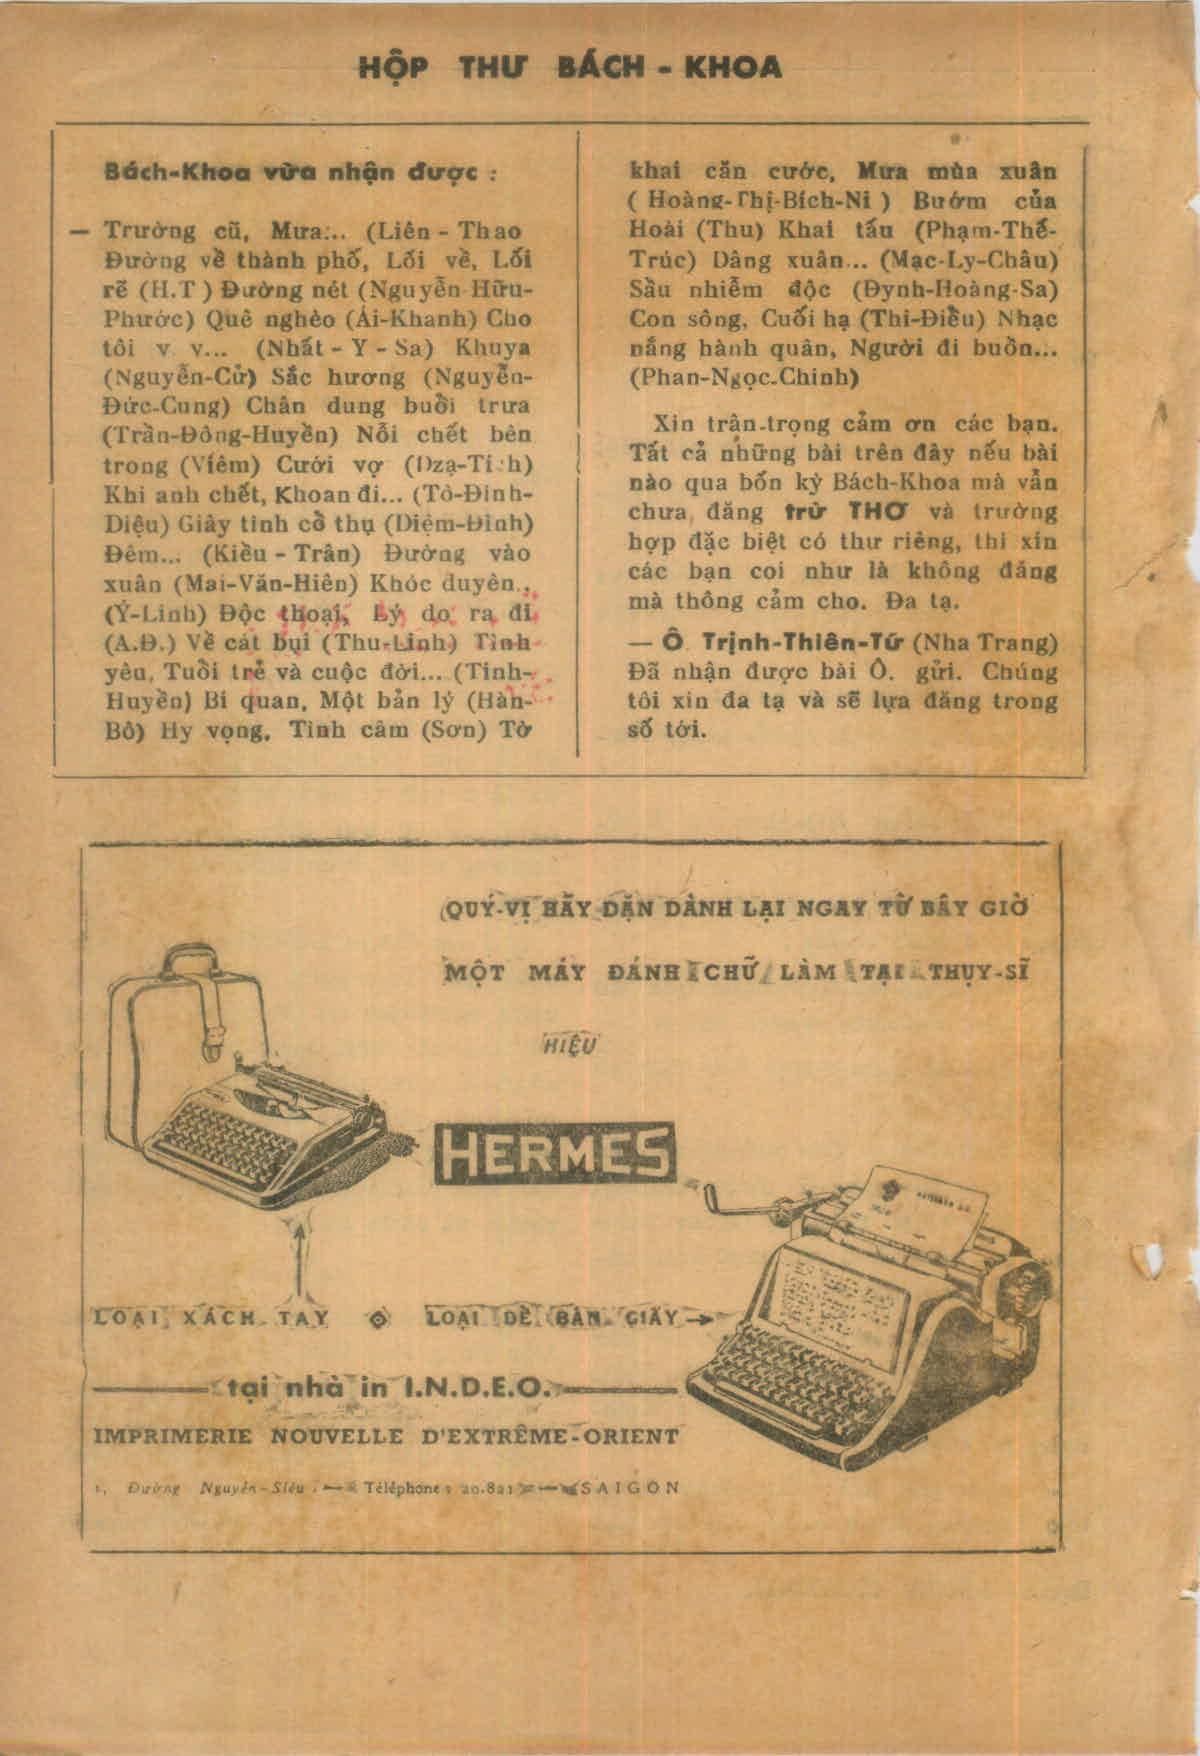 HỘP THƯ BÁCH - KHOA
Bách-Khoa vừa nhận được :
— Trường cũ, Mưa... (Liên - Thao
Đường về thành phố, Lối về, Lối
rẽ (H.T ) Đường nét (Nguyễn-Hữu-
Phước) Quê nghèo (Ái-Khanh) Cho
tôi v v... (Nhất - Y - Sa) Khuya
(Nguyễn-Cử) Sắc hương (Nguyễn-
Đức-Cung) Chân dung buổi trưa
(Trần-Đông-Huyền) Nỗi chết bên
trong (Viêm) Cưới vợ (Dzạ-Tích)
Khi anh chết, Khoan đi... (Tô-Đình-
Diệu) Giây tình cổ thụ (Diệm-Đình)
Đêm... (Kiều - Trân) Đường vào
xuân (Mai-Văn-Hiên) Khóc duyên..
(Ý-Linh) Độc thoại, Lý do ra đi
(A.Đ.) Về cát bụi (Thu-Linh) Tình
yêu, Tuổi trẻ và cuộc đời... (Tinh-
Huyền) Bi quan, Một bản lý (Hàn-
Bô) Hy vọng, Tình câm (Sơn) Tờ
khai căn cước, Mưa mùa xuân
( Hoàng-Thị-Bích-Ni ) Bướm của
Hoài (Thu) Khai tấu (Phạm-Thế-
Trúc) Dâng xuân... (Mạc-Ly-Châu)
Sầu nhiễm độc (Đynh-Hoàng-Sa)
Con sông, Cuối hạ (Thi-Điều) Nhạc
nắng hành quân, Người đi buồn...
(Phan-Ngọc-Chinh)
Xin trận-trọng cảm ơn các bạn.
Tất cả những bài trên đây nếu bài
nào qua bốn kỳ Bách-Khoa mà vẫn
chưa đăng trừ THƠ và trường
hợp đặc biệt có thư riêng, thì xin
các bạn coi như là không đăng
mà thông cảm cho. Đa tạ.
— Ô. Trịnh-Thiên-Tứ (Nha Trang)
Đã nhận được bài Ô. gửi. Chúng
tôi xin đa tạ và sẽ lựa đăng trong
số tới.
QUÝ-VỊ HÃY DẶN DÀNH LẠI NGAY TỪ BÂY GIỜ
MỘT MÁY ĐÁNH CHỮ LÀM TẠI THỤY-SĨ
HIỆU
HERMES
LOẠI XÁCH TAY LOẠI ĐỂ BÀN GIẤY →
tại nhà in I.N.D.E.O.
IMPRIMERIE NOUVELLE D'EXTRÊME-ORIENT
1, Đường Nguyễn-Siêu Téléphone : 20.821 SAIGON